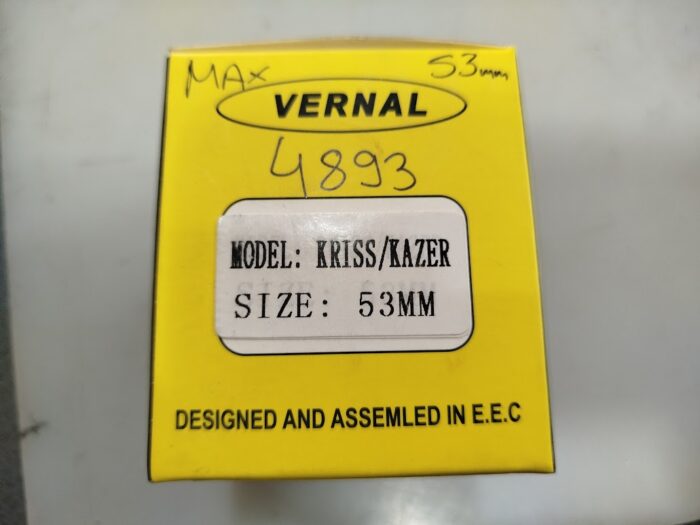 MAX 53mm
VERNAL
4893
MODEL: KRISS/KAZER
SIZE: 53MM
DESIGNED AND ASSEMLED IN E.E.C